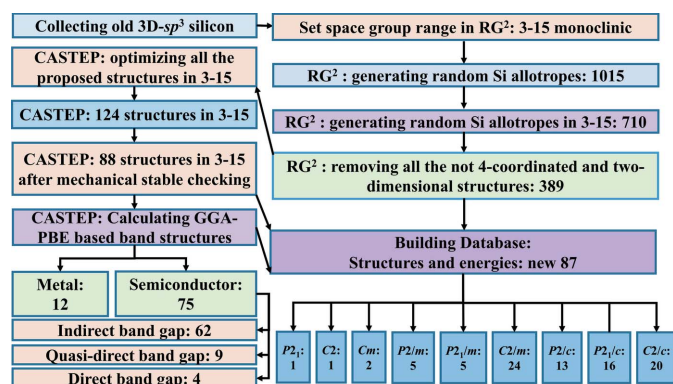 Collecting old 3D-sp³ silicon
Set space group range in RG²: 3-15 monoclinic
CASTEP: optimizing all the
proposed structures in 3-15
RG² : generating random Si allotropes: 1015
CASTEP: 124 structures in 3-15
RG² : generating random Si allotropes in 3-15: 710
CASTEP: 88 structures in 3-15
after mechanical stable checking
RG² : removing all the not 4-coordinated and two-
dimensional structures: 389
CASTEP: Calculating GGA-
PBE based band structures
Building Database:
Structures and energies: new 87
Metal:
12
Semiconductor:
75
Indirect band gap: 62
Quasi-direct band gap: 9
Direct band gap: 4
P2₁:
1
C2:
1
Cm:
2
P2/m:
5
P2₁/m:
5
C2/m:
24
P2/c:
13
P2₁/c:
16
C2/c:
20